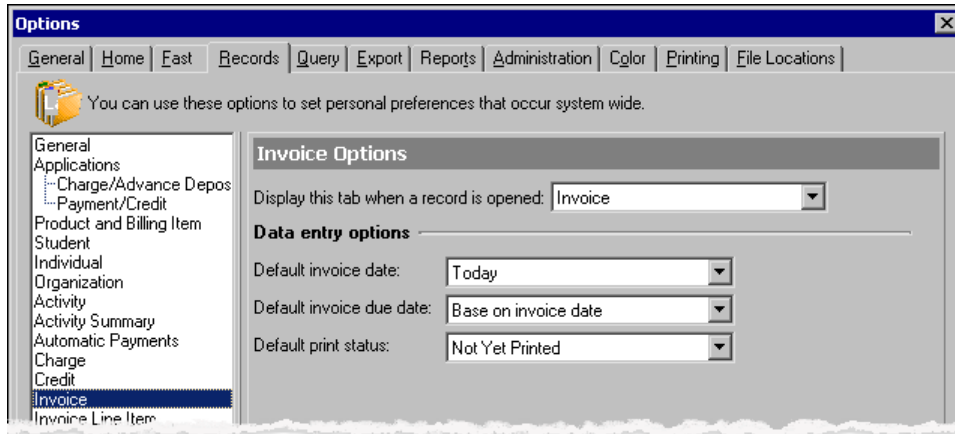 Options
General Home Fast Records Query Export Reports Administration Color Printing File Locations
You can use these options to set personal preferences that occur system wide.
General
Applications
Charge/Advance Depos
Payment/Credit
Product and Billing Item
Student
Individual
Organization
Activity
Activity Summary
Automatic Payments
Charge
Credit
Invoice
Invoice Line Item
Invoice Options
Display this tab when a record is opened: Invoice
Data entry options
Default invoice date: Today
Default invoice due date: Base on invoice date
Default print status: Not Yet Printed